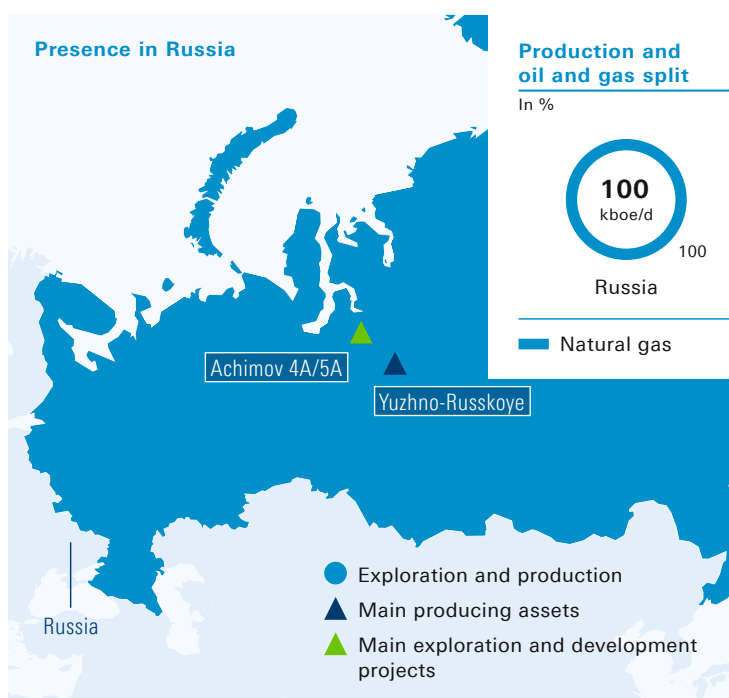 Presence in Russia
Production and
oil and gas split
In %
100
kboe/d
100
Russia
Natural gas
Achimov 4A/5A
Yuzhno-Russkoye
Russia
Exploration and production
Main producing assets
Main exploration and development
projects